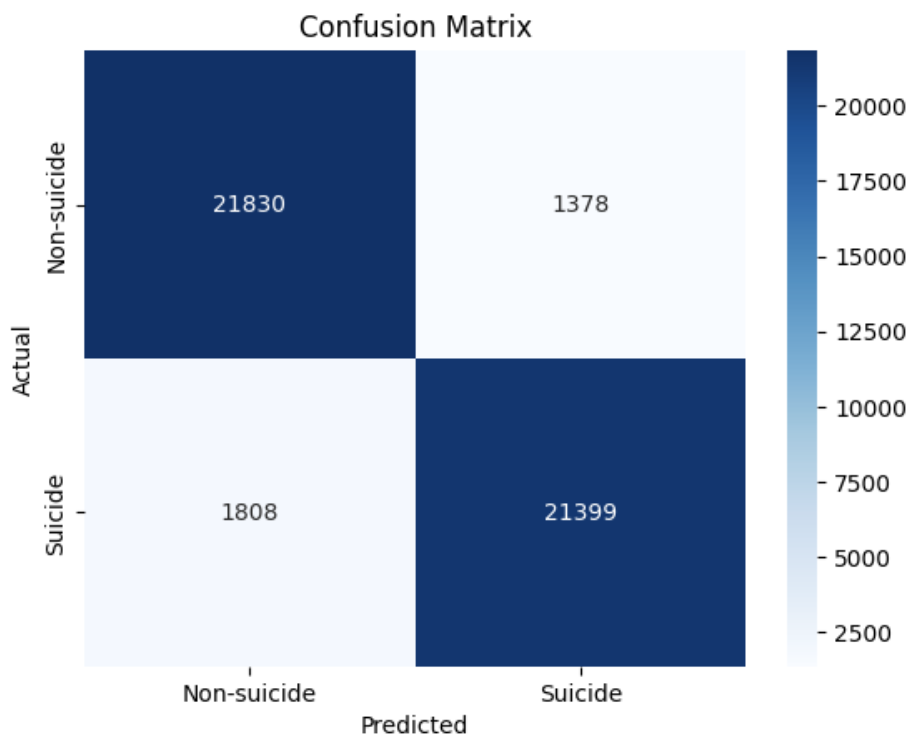 Confusion Matrix
Non-suicide
Suicide
Actual
21830
1378
1808
21399
Non-suicide
Suicide
Predicted
20000
17500
15000
12500
10000
7500
5000
2500